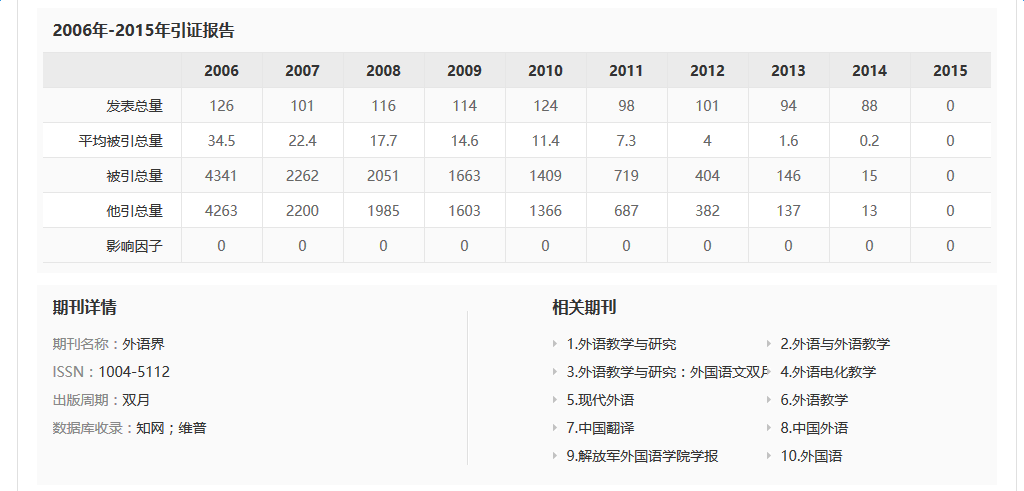 2006年-2015年引证报告
2006 2007 2008 2009 2010 2011 2012 2013 2014 2015
发表总量 126 101 116 114 124 98 101 94 88 0
平均被引总量 34.5 22.4 17.7 14.6 11.4 7.3 4 1.6 0.2 0
被引总量 4341 2262 2051 1663 1409 719 404 146 15 0
他引总量 4263 2200 1985 1603 1366 687 382 137 13 0
影响因子 0 0 0 0 0 0 0 0 0 0
期刊详情
期刊名称：外语界
ISSN：1004-5112
出版周期：双月
数据库收录：知网；维普
相关期刊
1.外语教学与研究 2.外语与外语教学
3.外语教学与研究：外国语文双月 4.外语电化教学
5.现代外语 6.外语教学
7.中国翻译 8.中国外语
9.解放军外国语学院学报 10.外国语